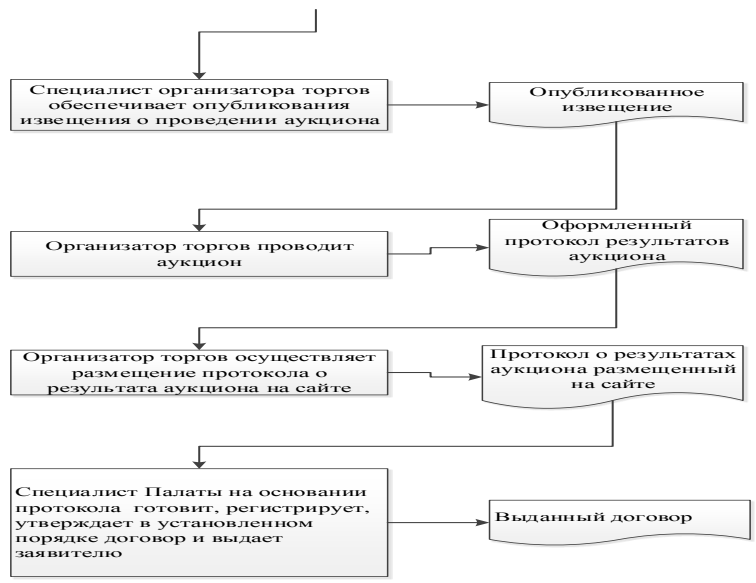 Специалист организатора торгов
обеспечивает опубликования
извещения о проведении аукциона
Опубликованное
извещение
Организатор торгов проводит
аукцион
Оформленный
протокол результатов
аукциона
Организатор торгов осуществляет
размещение протокола о
результата аукциона на сайте
Протокол о результатах
аукциона размещенный
на сайте
Специалист Палаты на основании
протокола готовит, регистрирует,
утверждает в установленном
порядке договор и выдает
заявителю
Выданный договор